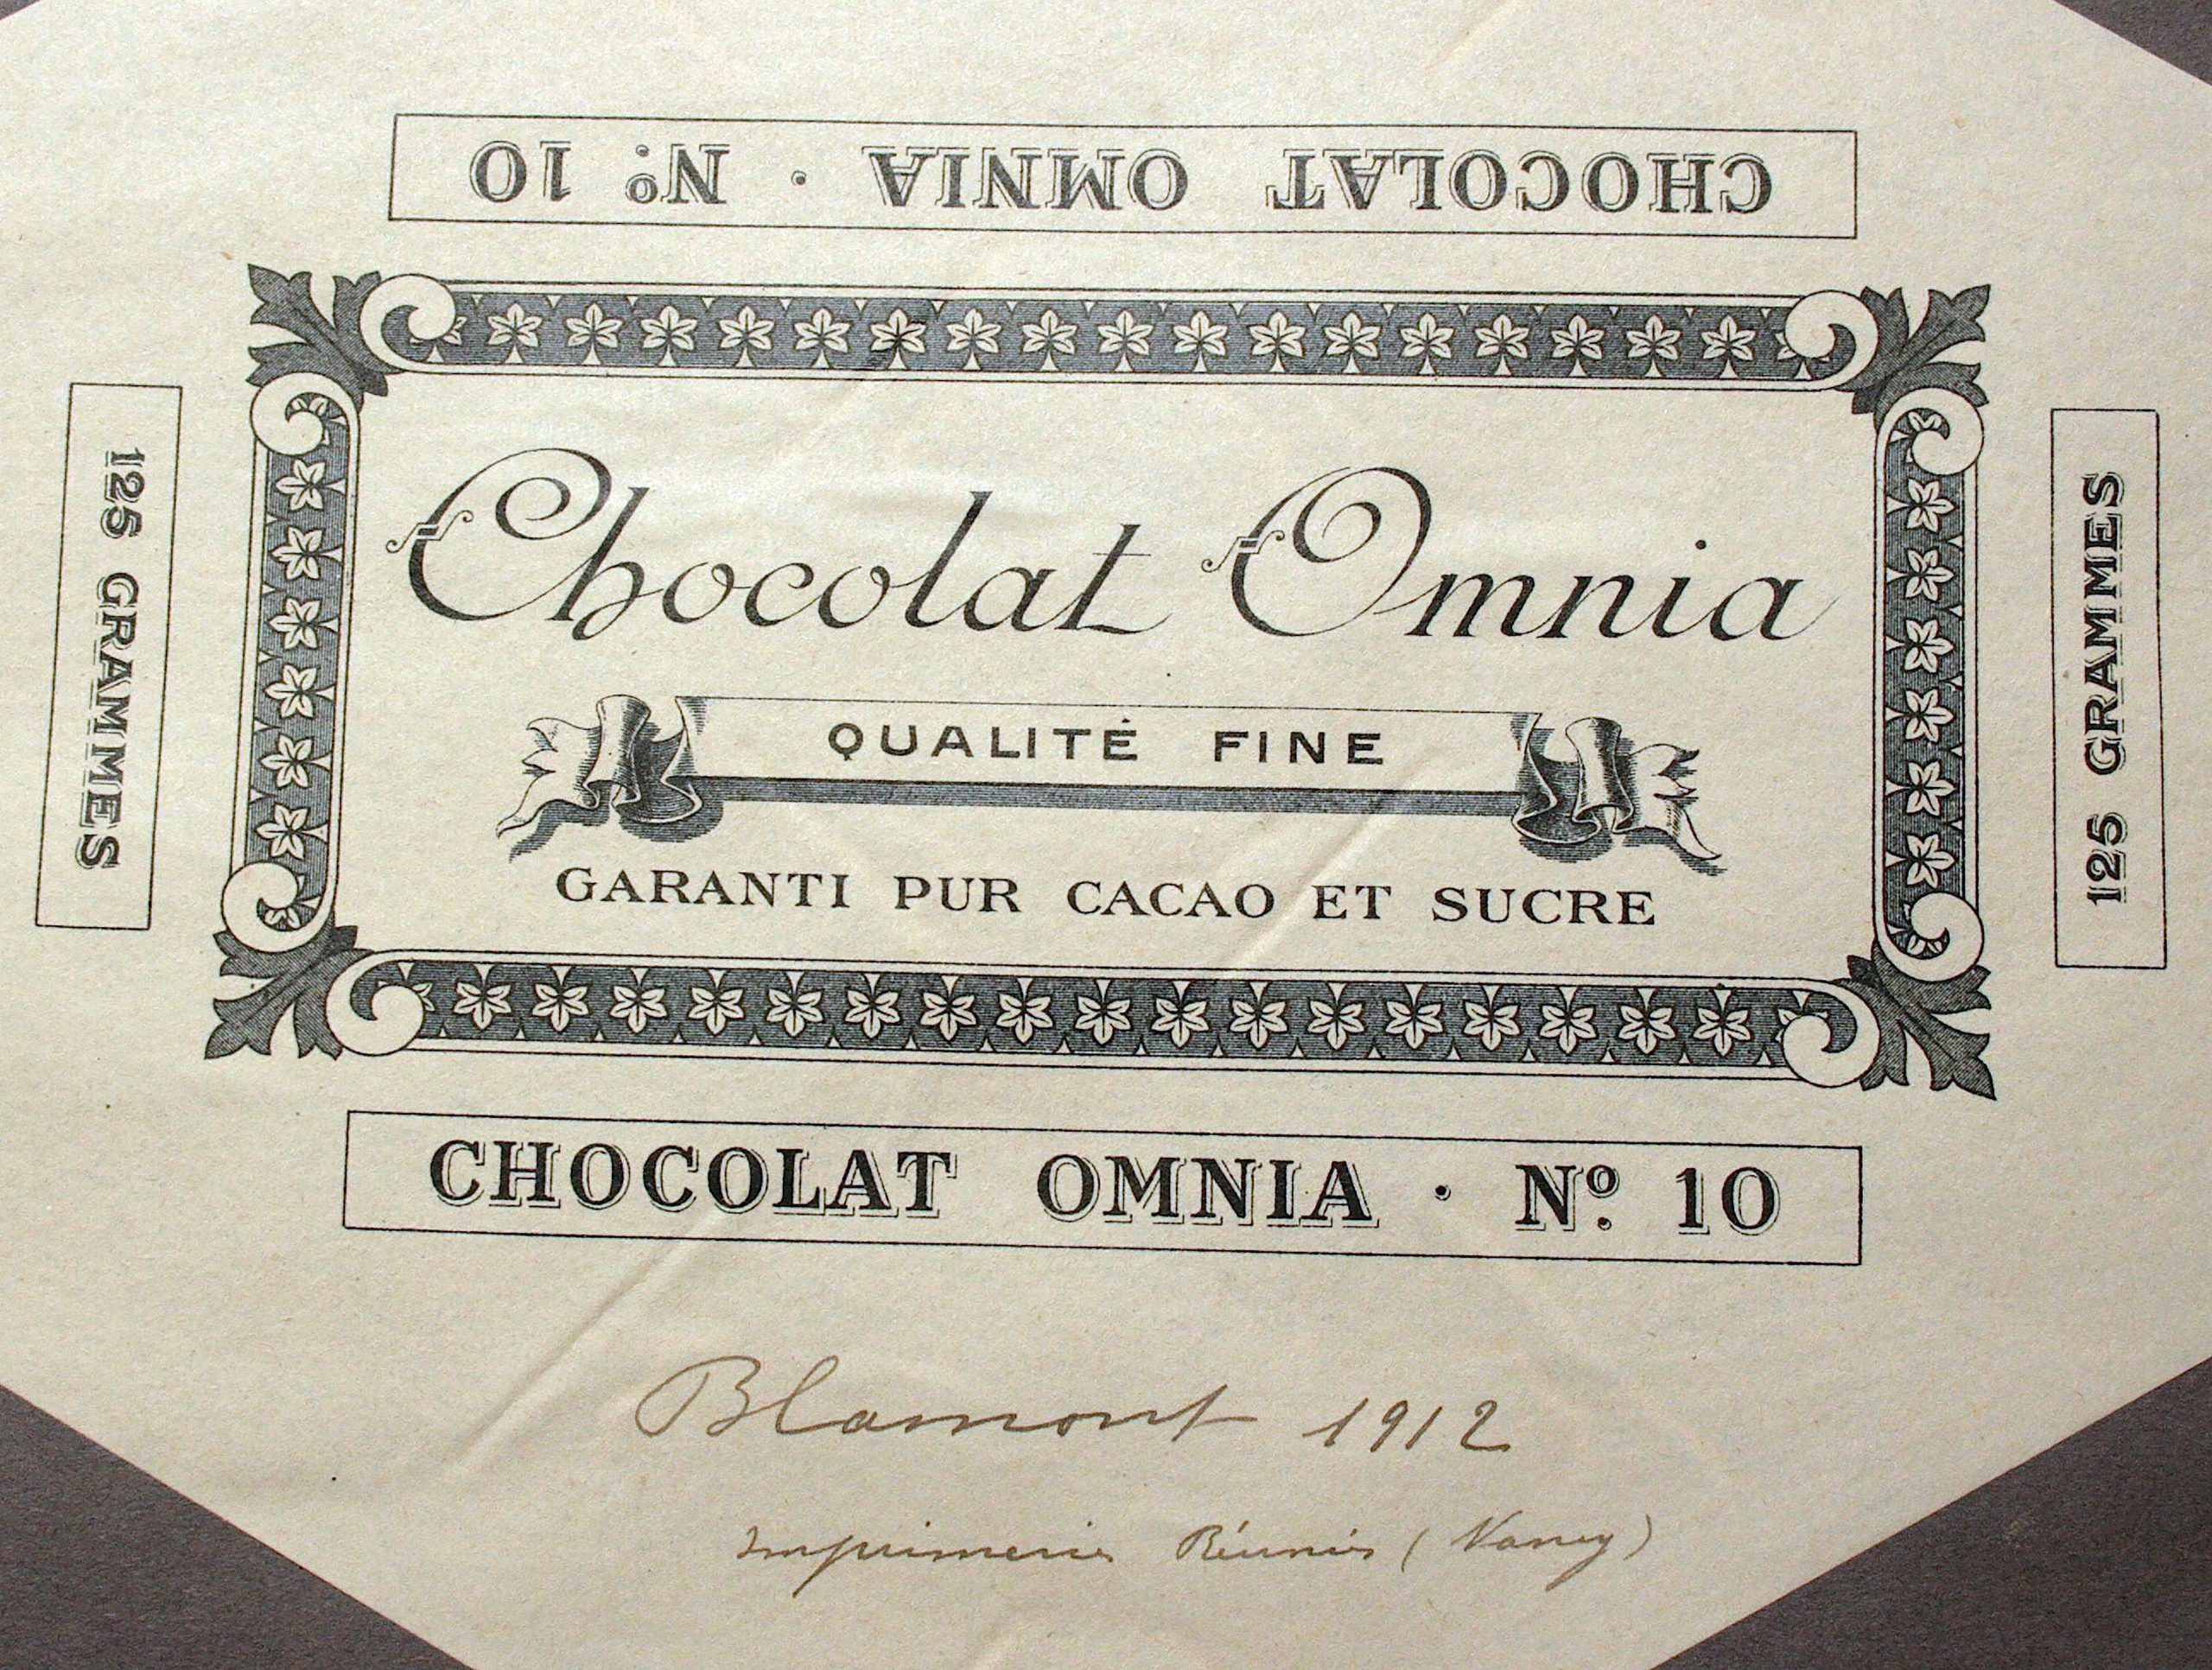 CHOCOLAT OMNIA · Nº 10
125 GRAMMES
Chocolat Omnia
QUALITÉ FINE
GARANTI PUR CACAO ET SUCRE
125 GRAMMES
CHOCOLAT OMNIA · Nº 10
Blamont 1912
Imprimeries Réunies (Nancy)